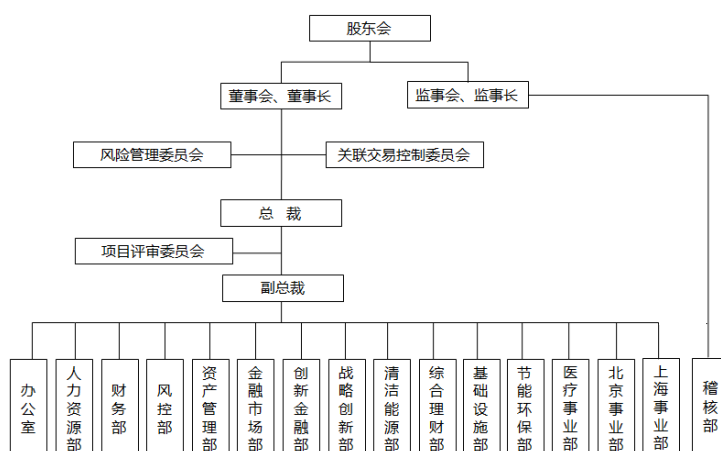 股东会
董事会、董事长
监事会、监事长
风险管理委员会
关联交易控制委员会
总 裁
项目评审委员会
副总裁
办公室
人力资源部
财务部
风控部
资产管理部
金融市场部
创新金融部
战略创新部
清洁能源部
综合理财部
基础设施部
节能环保部
医疗事业部
北京事业部
上海事业部
稽核部